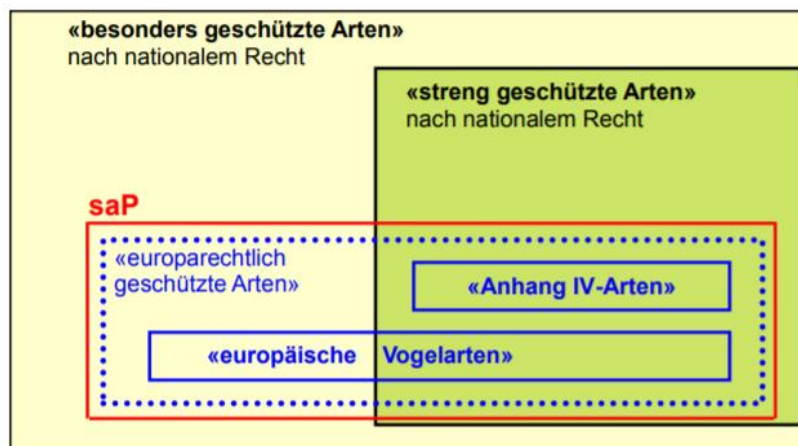 «besonders geschützte Arten»
nach nationalem Recht
«streng geschützte Arten»
nach nationalem Recht
saP
«europarechtlich
geschützte Arten»
«Anhang IV-Arten»
«europäische Vogelarten»